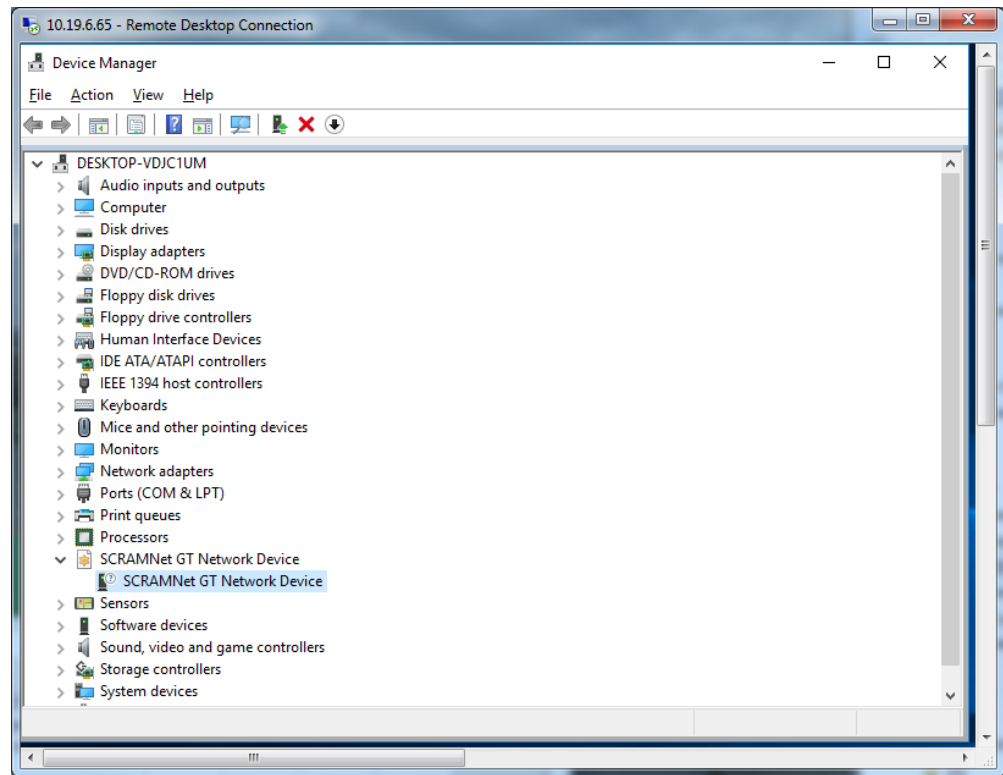 10.19.6.65 - Remote Desktop Connection
Device Manager
File Action View Help
DESKTOP-VDJC1UM
Audio inputs and outputs
Computer
Disk drives
Display adapters
DVD/CD-ROM drives
Floppy disk drives
Floppy drive controllers
Human Interface Devices
IDE ATA/ATAPI controllers
IEEE 1394 host controllers
Keyboards
Mice and other pointing devices
Monitors
Network adapters
Ports (COM & LPT)
Print queues
Processors
SCRAMNet GT Network Device
SCRAMNet GT Network Device
Sensors
Software devices
Sound, video and game controllers
Storage controllers
System devices